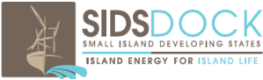 SIDSDOCK
SMALL ISLAND DEVELOPING STATES
ISLAND ENERGY FOR ISLAND LIFE